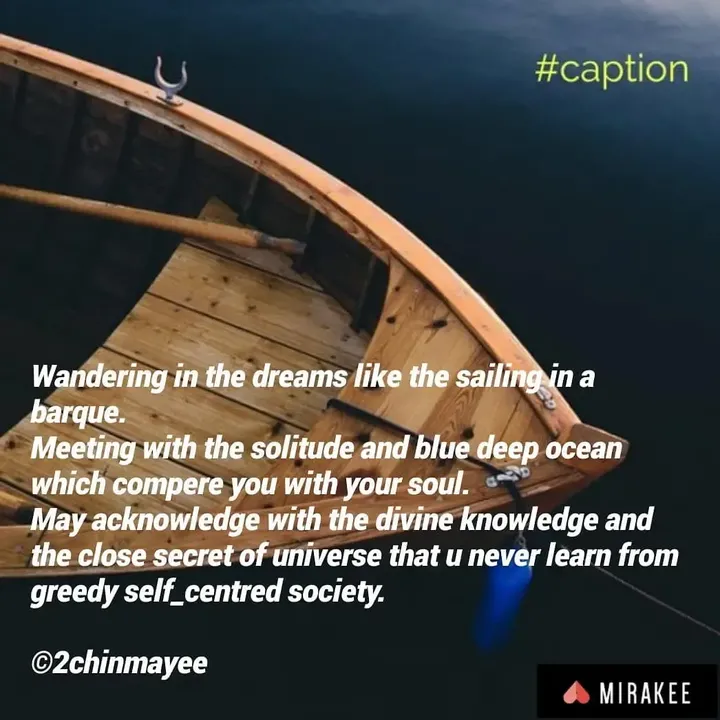 #caption
Wandering in the dreams like the sailing in a
barque.
Meeting with the solitude and blue deep ocean
which compere you with your soul.
May acknowledge with the divine knowledge and
the close secret of universe that u never learn from
greedy self_centred society.
©2chinmayee
MIRAKEE